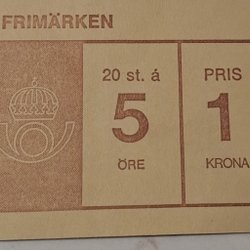 FRIMÄRKEN
20 st. á
5
ÖRE
PRIS
1
KRONA